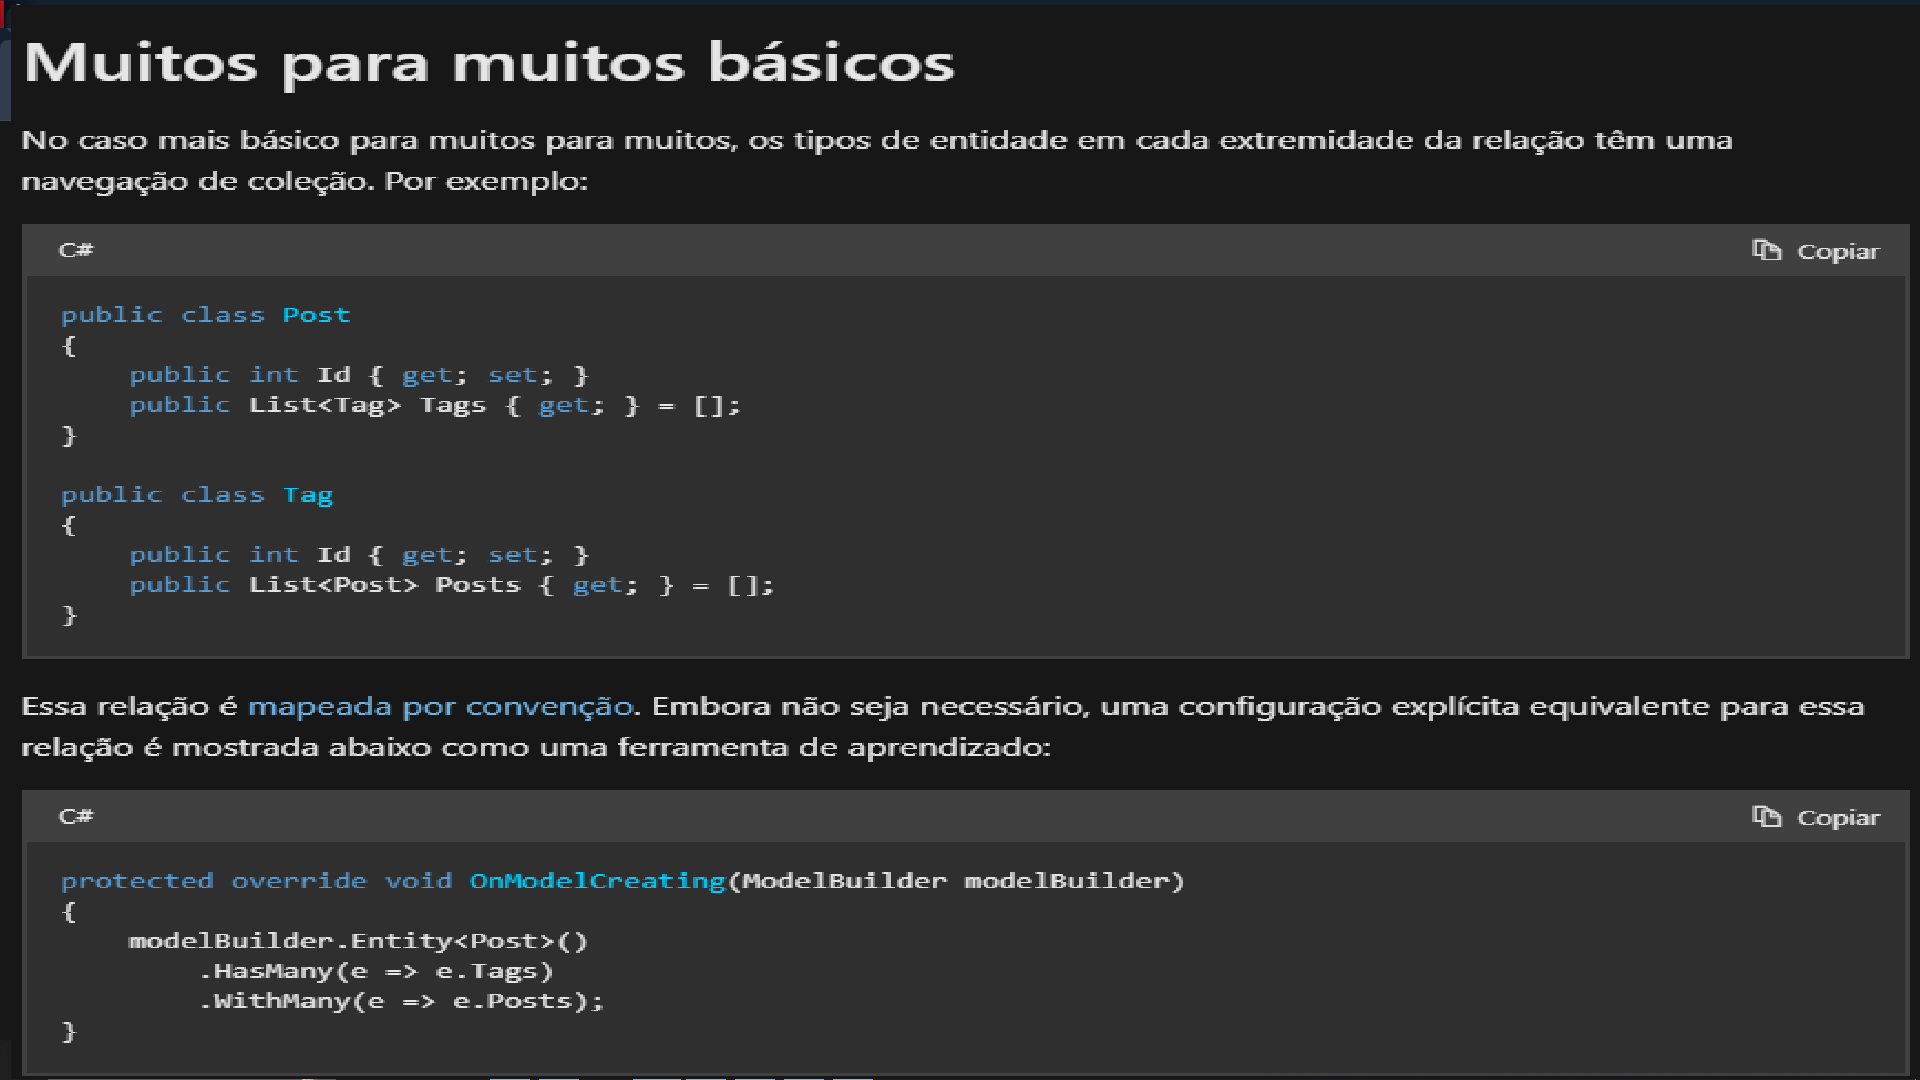 Muitos para muitos básicos
No caso mais básico para muitos para muitos, os tipos de entidade em cada extremidade da relação têm uma
navegação de coleção. Por exemplo:
C#
Copiar
public class Post
{
    public int Id { get; set; }
    public List<Tag> Tags { get; } = [];
}
public class Tag
{
    public int Id { get; set; }
    public List<Post> Posts { get; } = [];
}
Essa relação é mapeada por convenção. Embora não seja necessário, uma configuração explícita equivalente para essa
relação é mostrada abaixo como uma ferramenta de aprendizado:
C#
Copiar
protected override void OnModelCreating(ModelBuilder modelBuilder)
{
    modelBuilder.Entity<Post>()
        .HasMany(e => e.Tags)
        .WithMany(e => e.Posts);
}